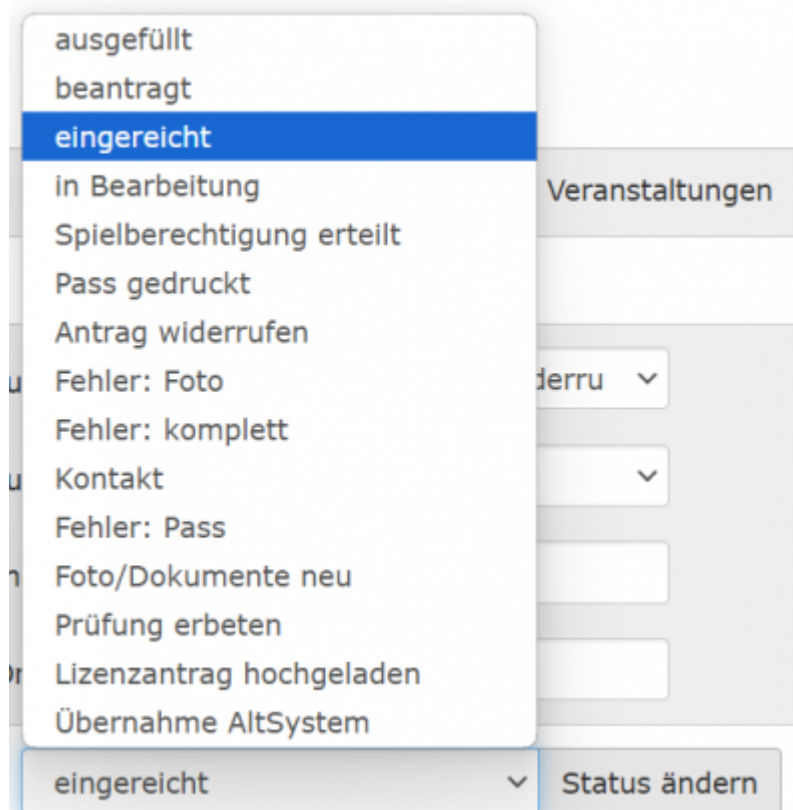 ausgefüllt
beantragt
eingereicht
in Bearbeitung
Veranstaltungen
Spielberechtigung erteilt
Pass gedruckt
Antrag widerrufen
Fehler: Foto
derru
Fehler: komplett
Kontakt
Fehler: Pass
Foto/Dokumente neu
Prüfung erbeten
Lizenzantrag hochgeladen
Übernahme AltSystem
eingereicht
Status ändern